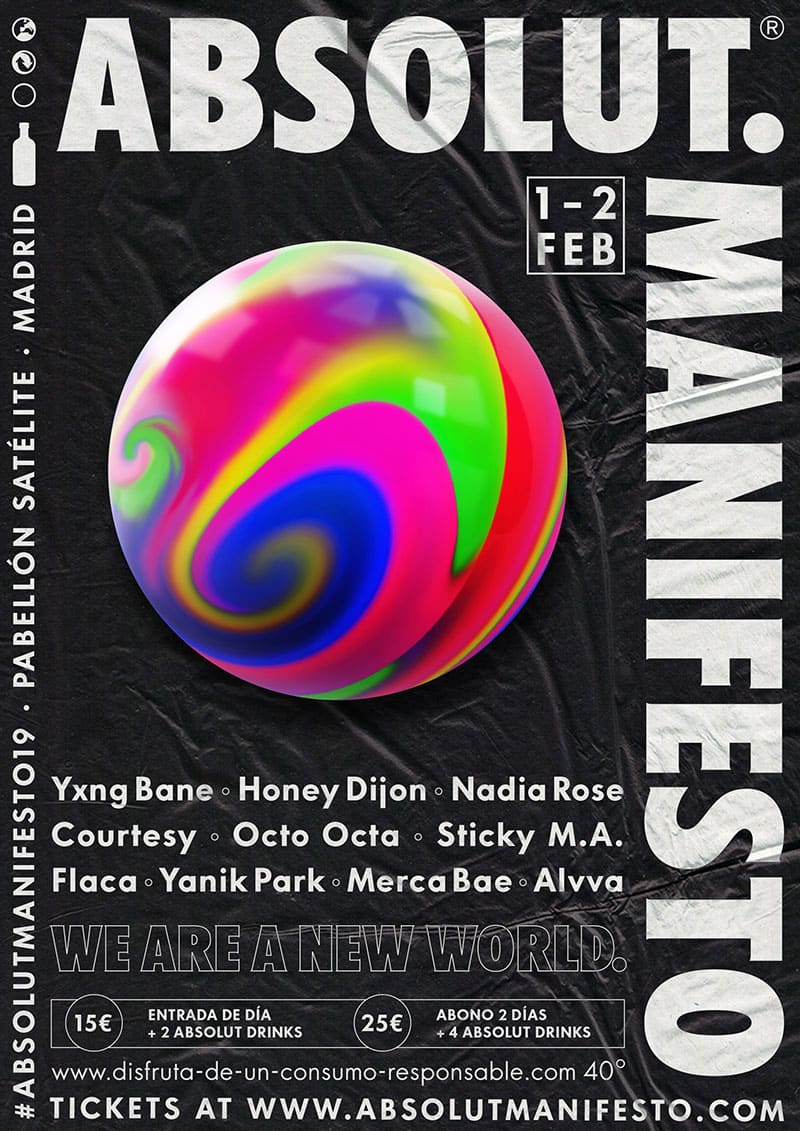 ABSOLUT.®
MANIFESTO
1–2
FEB
#ABSOLUTMANIFESTO19 · PABELLÓN SATÉLITE · MADRID
Yxng Bane ◦ Honey Dijon ◦ Nadia Rose
Courtesy ◦ Octo Octa ◦ Sticky M.A.
Flaca ◦ Yanik Park ◦ Merca Bae ◦ Alvva
WE ARE A NEW WORLD.
15€ ENTRADA DE DÍA
+ 2 ABSOLUT DRINKS
25€ ABONO 2 DÍAS
+ 4 ABSOLUT DRINKS
www.disfruta-de-un-consumo-responsable.com 40º
TICKETS AT WWW.ABSOLUTMANIFESTO.COM